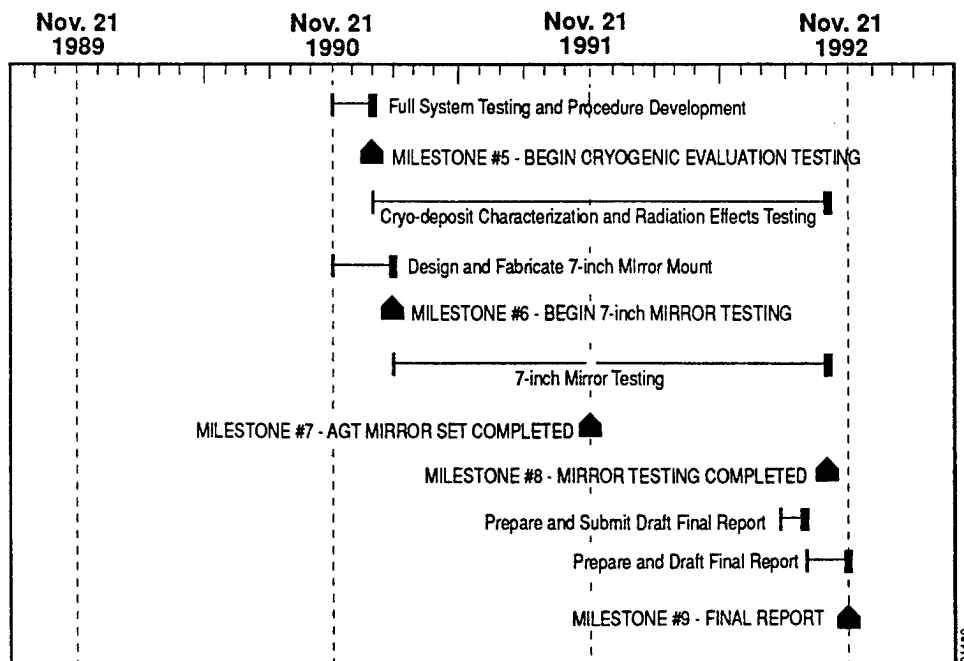 Nov. 21 Nov. 21 Nov. 21 Nov. 21
1989 1990 1991 1992
Full System Testing and Procedure Development
MILESTONE #5 - BEGIN CRYOGENIC EVALUATION TESTING
Cryo-deposit Characterization and Radiation Effects Testing
Design and Fabricate 7-inch Mirror Mount
MILESTONE #6 - BEGIN 7-inch MIRROR TESTING
7-inch Mirror Testing
MILESTONE #7 - AGT MIRROR SET COMPLETED
MILESTONE #8 - MIRROR TESTING COMPLETED
Prepare and Submit Draft Final Report
Prepare and Draft Final Report
MILESTONE #9 - FINAL REPORT